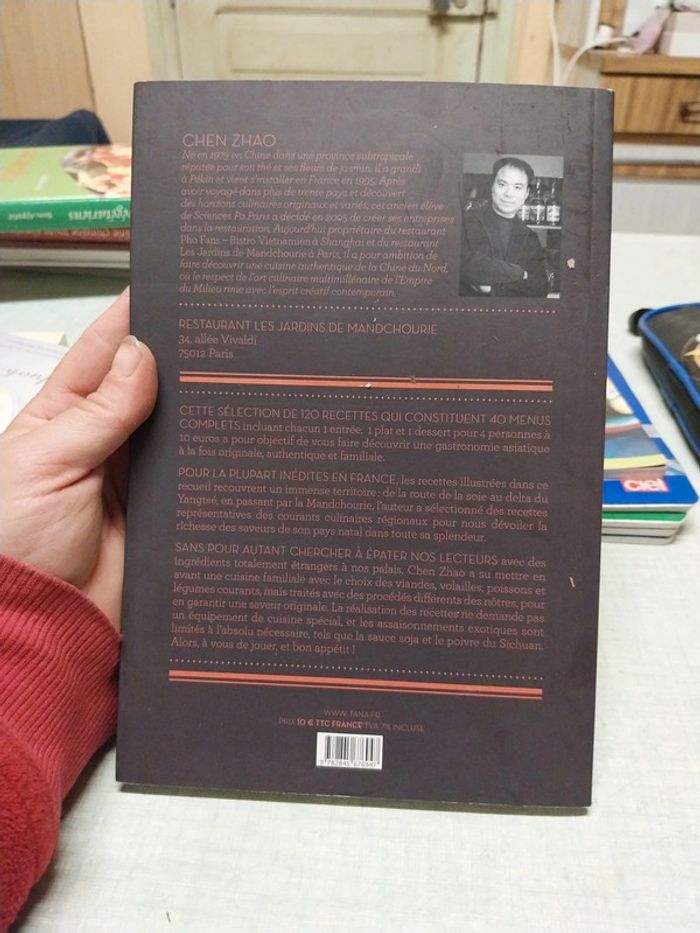 CHEN ZHAO
Né en 1973 en Chine dans une province subtropicale
réputée pour son thé et ses fleurs de jasmin, il a grandi
à Pékin et vient s'installer en France en 1995. Après
avoir voyagé dans plus de trente pays et découvert
des horizons culinaires originaux et variés, cet ancien élève
de Sciences Po Paris a décidé en 2005 de créer ses entreprises
dans la restauration. Aujourd'hui propriétaire du restaurant
Pho Fans – Bistro Vietnamien à Shanghai et du restaurant
Les Jardins de Mandchourie à Paris, il a pour ambition de
faire découvrir une cuisine authentique de la Chine du Nord,
où le respect de l'art culinaire multimillénaire de l'Empire
du Milieu rime avec l'esprit créatif contemporain.
RESTAURANT LES JARDINS DE MANDCHOURIE
34, allée Vivaldi
75012 Paris
CETTE SÉLECTION DE 120 RECETTES QUI CONSTITUENT 40 MENUS
COMPLETS incluant chacun 1 entrée, 1 plat et 1 dessert pour 4 personnes à
10 euros a pour objectif de vous faire découvrir une gastronomie asiatique
à la fois originale, authentique et familiale.
POUR LA PLUPART INÉDITES EN FRANCE, les recettes illustrées dans ce
recueil recouvrent un immense territoire : de la route de la soie au delta du
Yangtsé, en passant par la Mandchourie, l'auteur a sélectionné des recettes
représentatives des courants culinaires régionaux pour nous dévoiler la
richesse des saveurs de son pays natal dans toute sa splendeur.
SANS POUR AUTANT CHERCHER À ÉPATER NOS LECTEURS avec des
ingrédients totalement étrangers à nos palais, Chen Zhao a su mettre en
avant une cuisine familiale avec le choix des viandes, volailles, poissons et
légumes courants, mais traités avec des procédés différents des nôtres, pour
en garantir une saveur originale. La réalisation des recettes ne demande pas
un équipement de cuisine spécial, et les assaisonnements exotiques sont
limités à l'absolu nécessaire, tels que la sauce soja et le poivre du Sichuan.
Alors, à vous de jouer, et bon appétit !
WWW.TANA.FR
PRIX 10 € TTC FRANCE TVA 7% INCLUSE
9 782845 676947